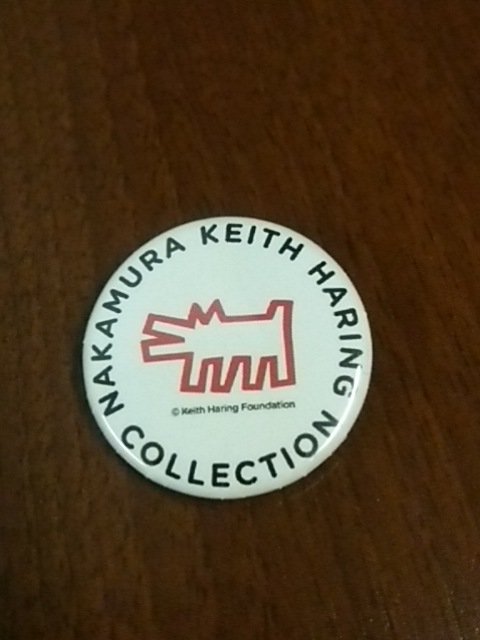 NAKAMURA KEITH HARING COLLECTION
© Keith Haring Foundation